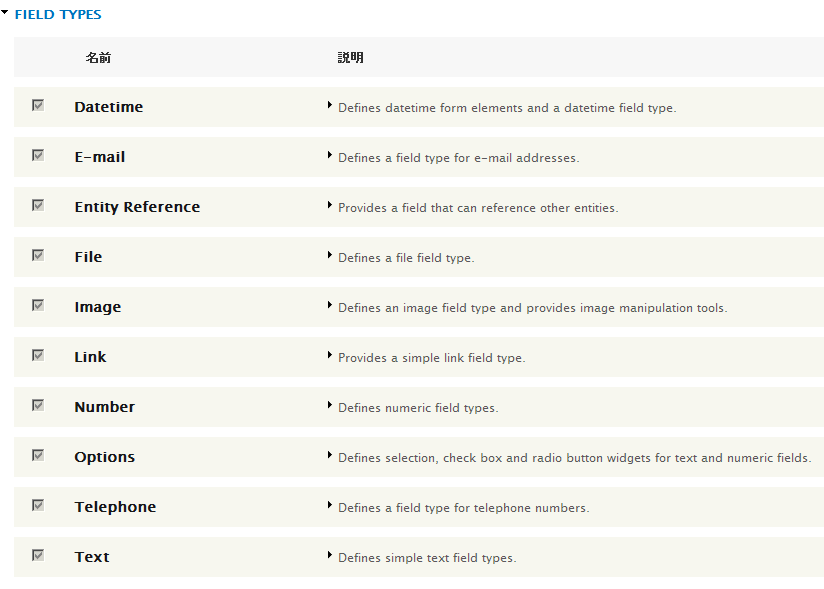 FIELD TYPES
名前 説明
Datetime Defines datetime form elements and a datetime field type.
E-mail Defines a field type for e-mail addresses.
Entity Reference Provides a field that can reference other entities.
File Defines a file field type.
Image Defines an image field type and provides image manipulation tools.
Link Provides a simple link field type.
Number Defines numeric field types.
Options Defines selection, check box and radio button widgets for text and numeric fields.
Telephone Defines a field type for telephone numbers.
Text Defines simple text field types.